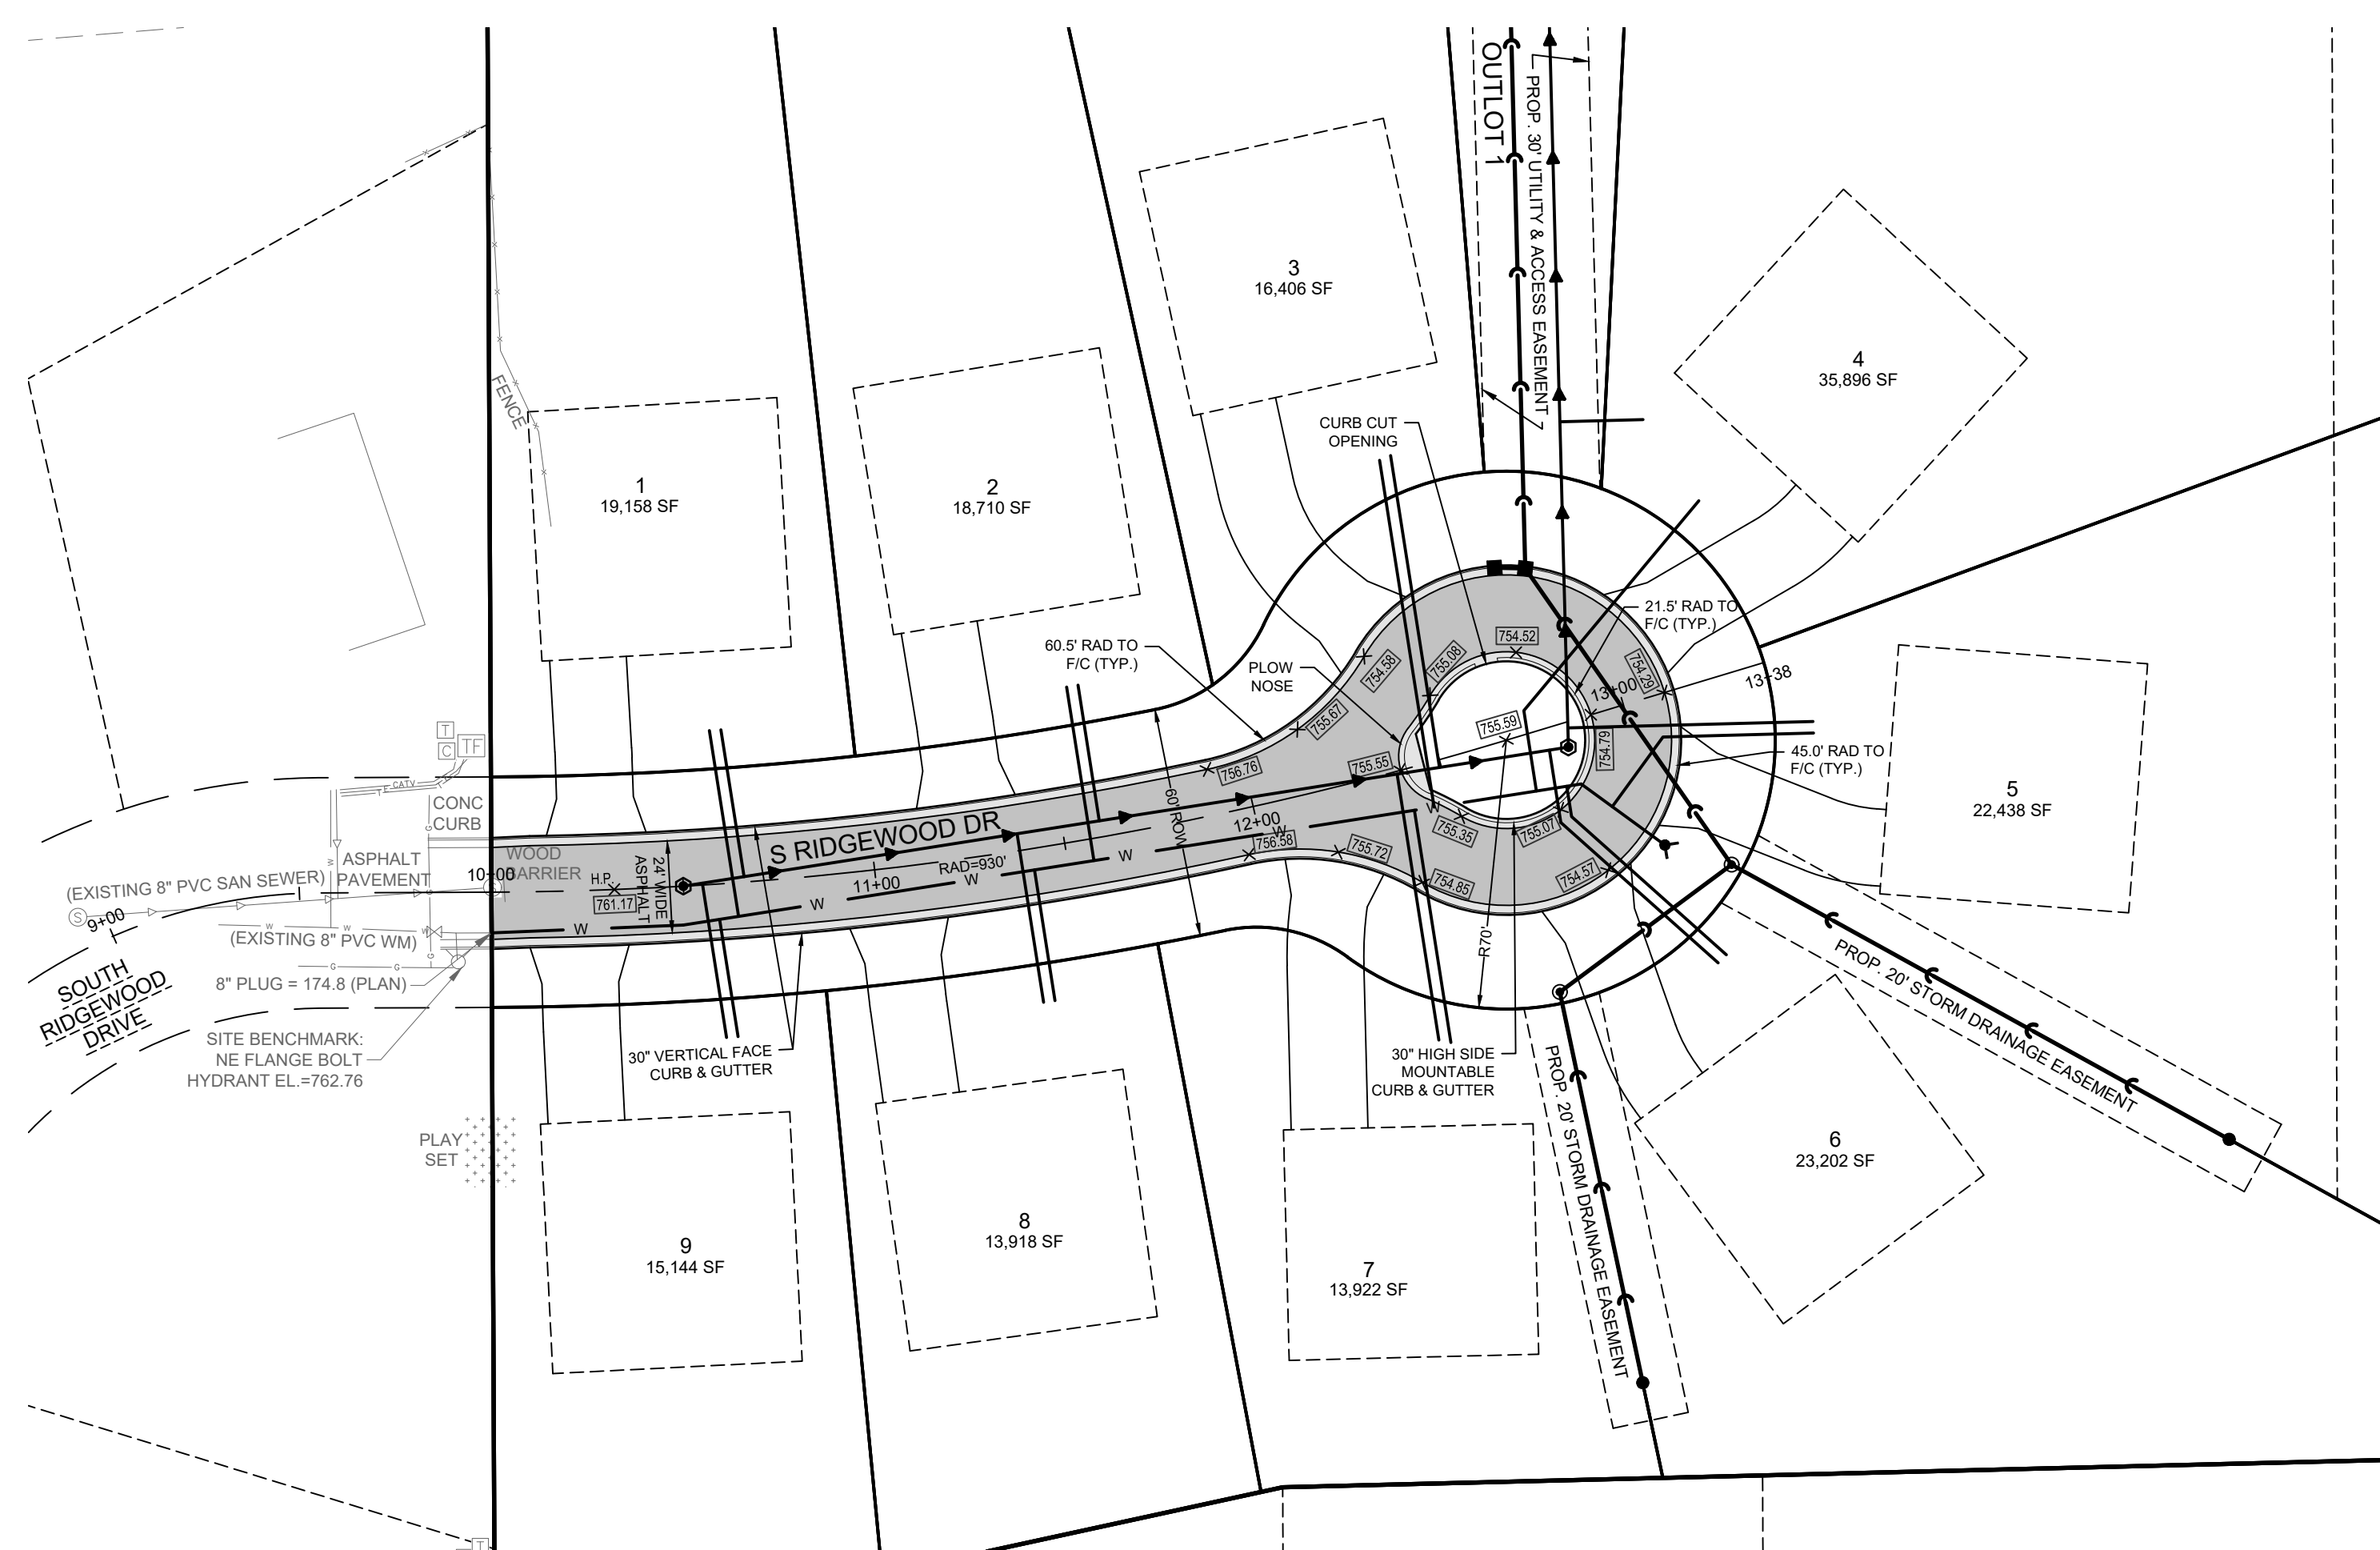 OUTLOT 1
PROP. 30' UTILITY & ACCESS EASEMENT
3
16,406 SF
4
35,896 SF
FENCE
CURB CUT
OPENING
1
19,158 SF
2
18,710 SF
60.5' RAD TO
F/C (TYP.)
PLOW
NOSE
21.5' RAD TO
F/C (TYP.)
754.52
755.08
754.58
754.29
13+00
13+38
755.67
755.59
754.79
755.55
756.76
45.0' RAD TO
F/C (TYP.)
5
22,438 SF
T
C
TF
CATV
CONC
CURB
ASPHALT
PAVEMENT
WOOD
BARRIER
10+00
H.P.
761.17
24' WIDE
ASPHALT
S RIDGEWOOD DR
RAD=930'
11+00
60' ROW
12+00
756.58
755.72
755.35
755.07
754.85
754.57
R70'
W
W
W
W
W
W
(EXISTING 8" PVC SAN SEWER)
S
9+00
(EXISTING 8" PVC WM)
W
W
W
W
G
G
G
G
G
8" PLUG = 174.8 (PLAN)
SOUTH
RIDGEWOOD
DRIVE
SITE BENCHMARK:
NE FLANGE BOLT
HYDRANT EL.=762.76
30" VERTICAL FACE
CURB & GUTTER
30" HIGH SIDE
MOUNTABLE
CURB & GUTTER
PROP. 20' STORM DRAINAGE EASEMENT
PROP. 20' STORM DRAINAGE EASEMENT
PLAY
SET
6
23,202 SF
9
15,144 SF
8
13,918 SF
7
13,922 SF
T